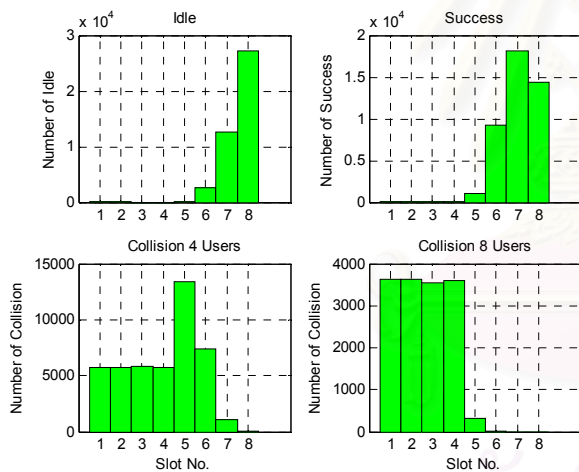 Idle
x 10^4
Number of Idle
3
2
1
0
1 2 3 4 5 6 7 8
Success
x 10^4
Number of Success
2
1.5
1
0.5
0
1 2 3 4 5 6 7 8
Collision 4 Users
Number of Collision
15000
10000
5000
0
1 2 3 4 5 6 7 8
Slot No.
Collision 8 Users
Number of Collision
4000
3000
2000
1000
0
1 2 3 4 5 6 7 8
Slot No.